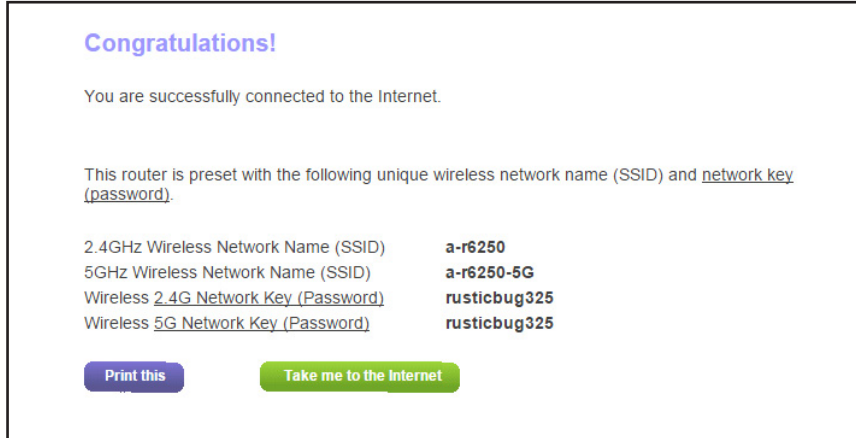 Congratulations!
You are successfully connected to the Internet.
This router is preset with the following unique wireless network name (SSID) and network key
(password).
2.4GHz Wireless Network Name (SSID) a-r6250
5GHz Wireless Network Name (SSID) a-r6250-5G
Wireless 2.4G Network Key (Password) rusticbug325
Wireless 5G Network Key (Password) rusticbug325
Print this Take me to the Internet